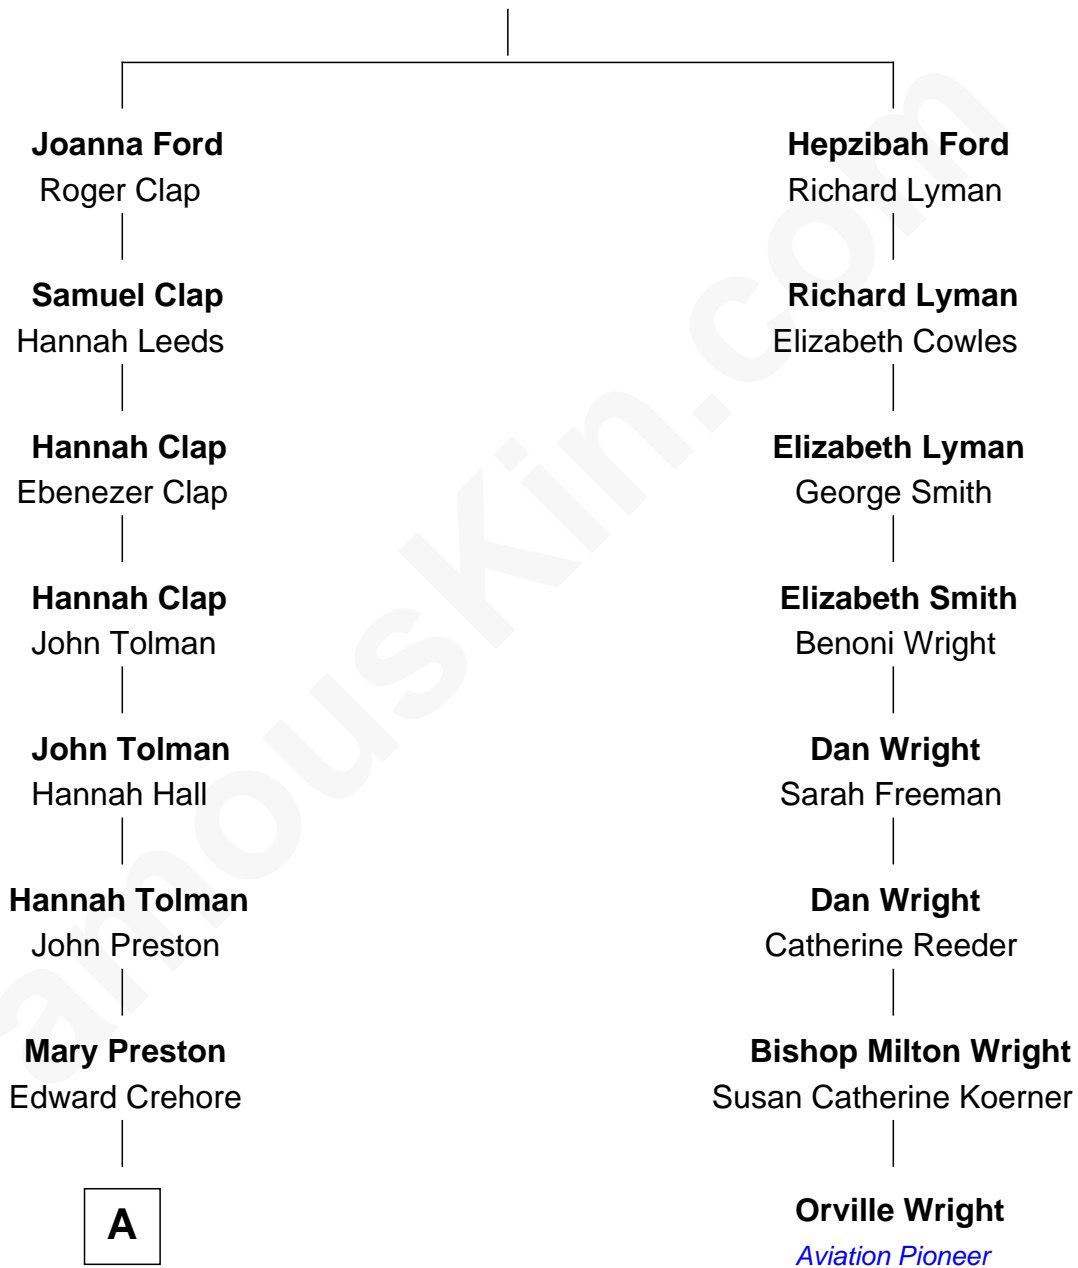 Joanna Ford
Roger Clap
Samuel Clap
Hannah Leeds
Hannah Clap
Ebenezer Clap
Hannah Clap
John Tolman
John Tolman
Hannah Hall
Hannah Tolman
John Preston
Mary Preston
Edward Crehore
A
Hepzibah Ford
Richard Lyman
Richard Lyman
Elizabeth Cowles
Elizabeth Lyman
George Smith
Elizabeth Smith
Benoni Wright
Dan Wright
Sarah Freeman
Dan Wright
Catherine Reeder
Bishop Milton Wright
Susan Catherine Koerner
Orville Wright
Aviation Pioneer
amousKin.com